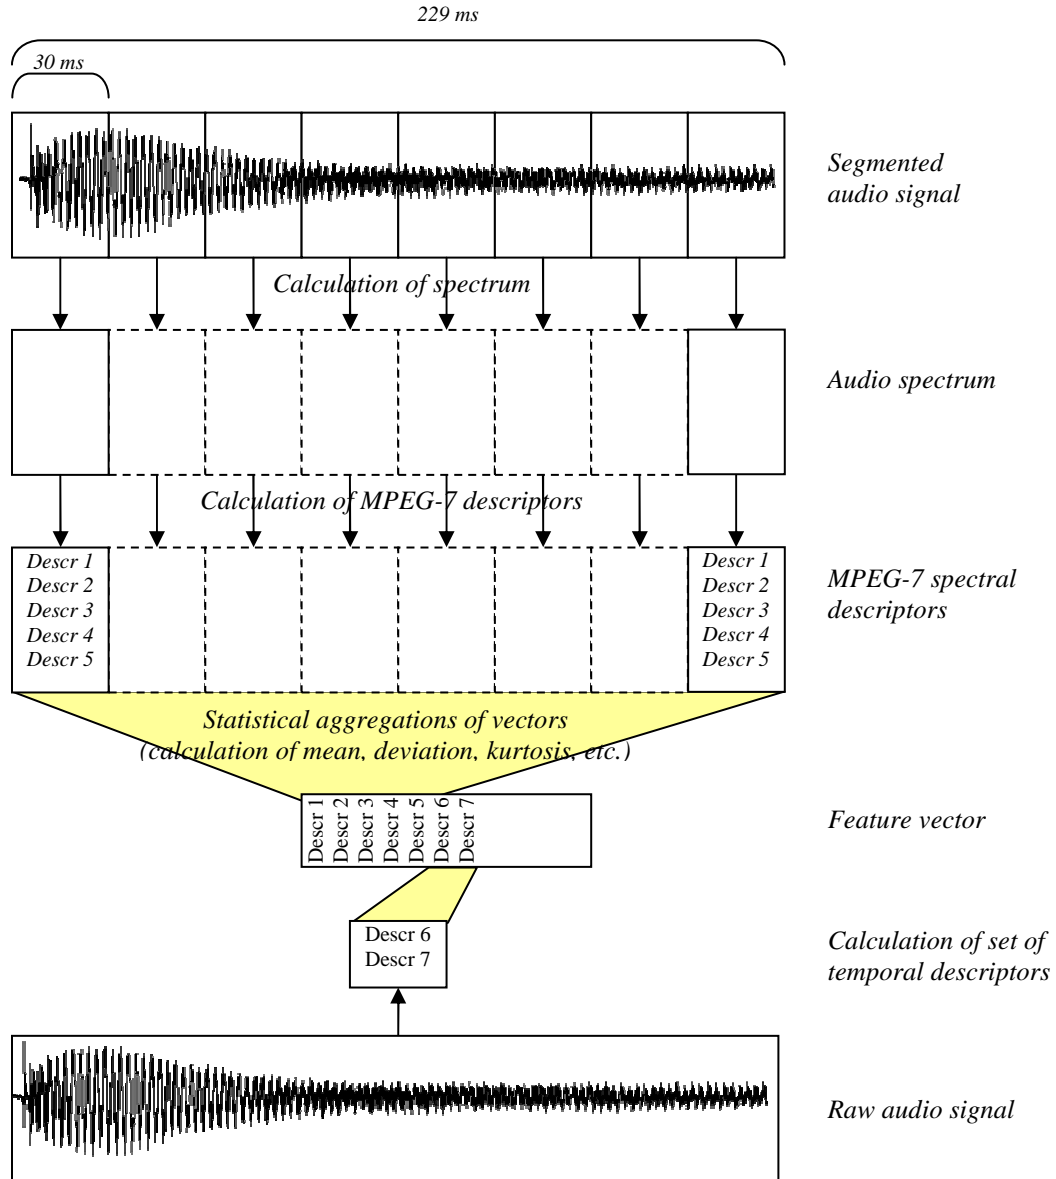 229 ms
30 ms
Segmented
audio signal
Calculation of spectrum
Audio spectrum
Calculation of MPEG-7 descriptors
Descr 1
Descr 2
Descr 3
Descr 4
Descr 5
Descr 1
Descr 2
Descr 3
Descr 4
Descr 5
MPEG-7 spectral
descriptors
Statistical aggregations of vectors
(calculation of mean, deviation, kurtosis, etc.)
Descr 1
Descr 2
Descr 3
Descr 4
Descr 5
Descr 6
Descr 7
Feature vector
Descr 6
Descr 7
Calculation of set of
temporal descriptors
Raw audio signal